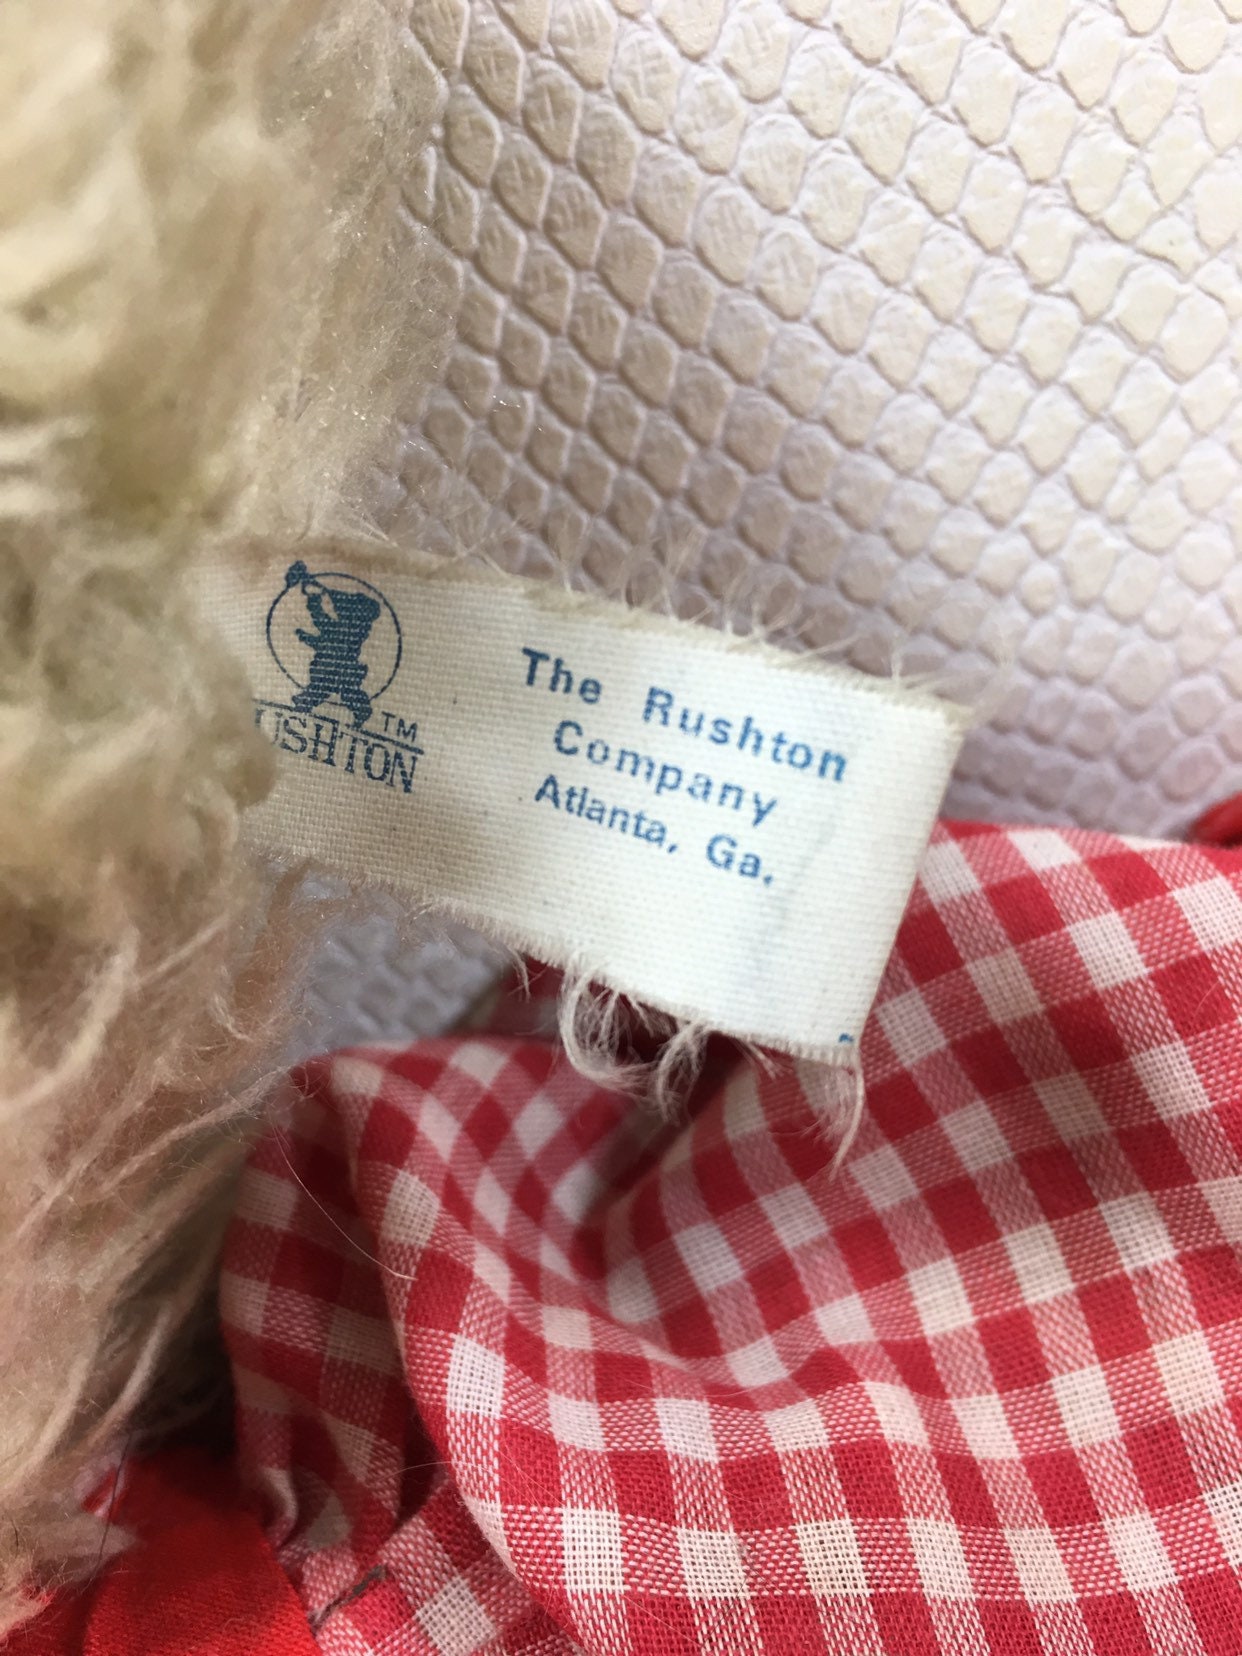 TM
USHTON
The Rushton
Company
Atlanta, Ga.